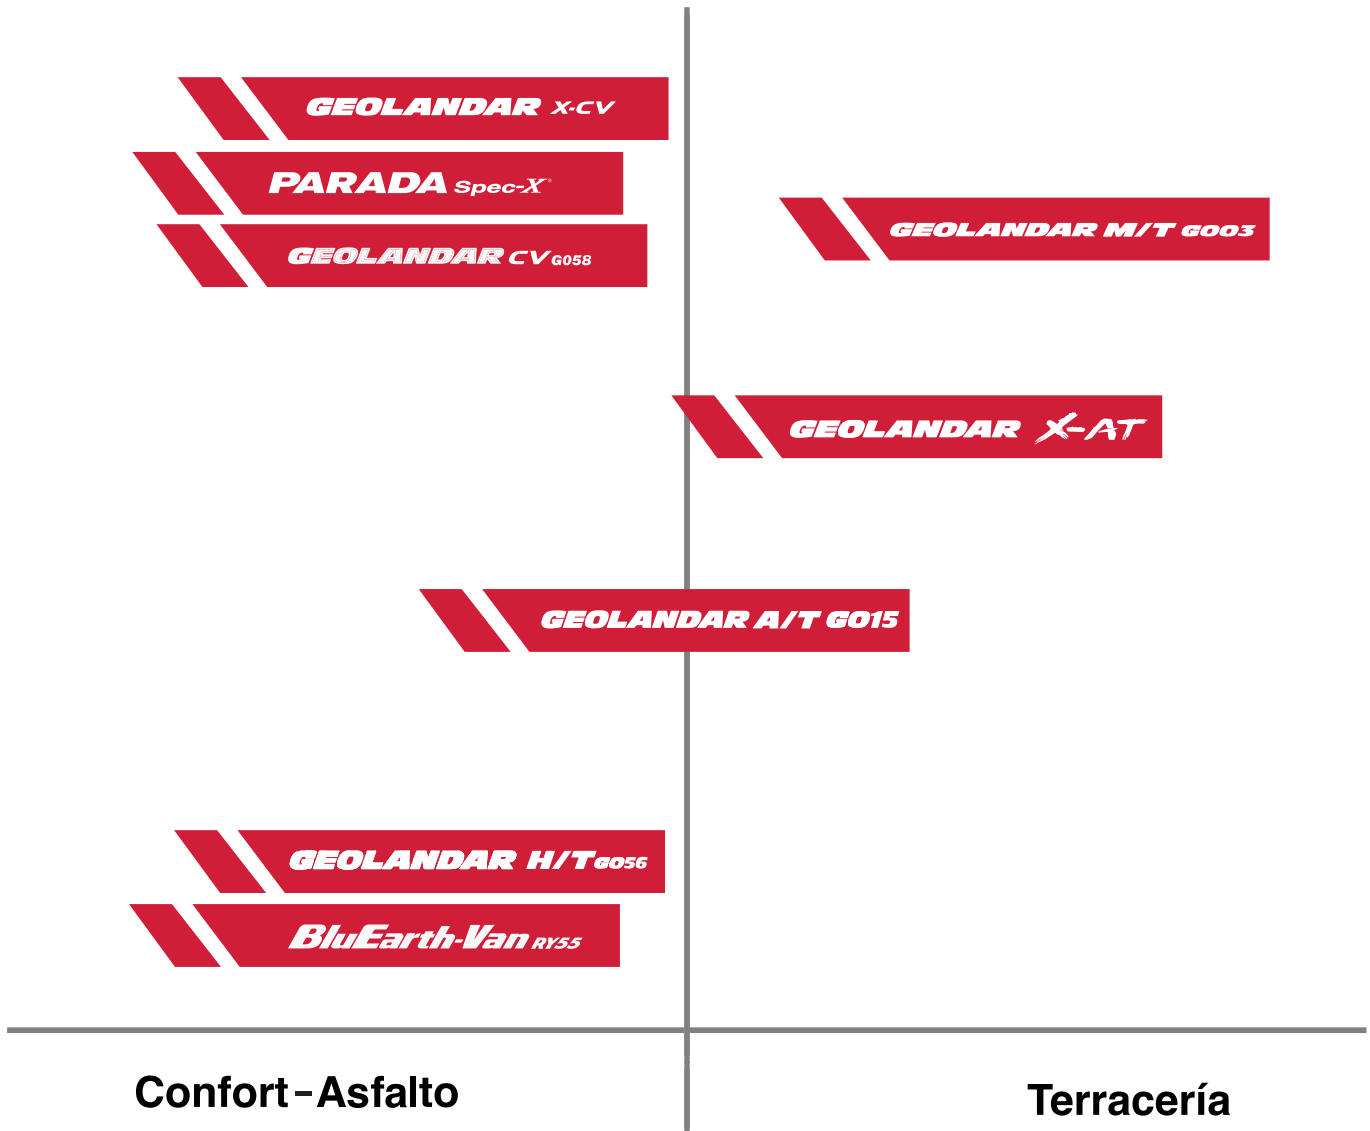 GEOLANDAR X-CV
PARADA Spec-X®
GEOLANDAR CV G058
GEOLANDAR M/T G003
GEOLANDAR X-AT
GEOLANDAR A/T G015
GEOLANDAR H/T G056
BluEarth-Van RY55
Confort-Asfalto
Terracería